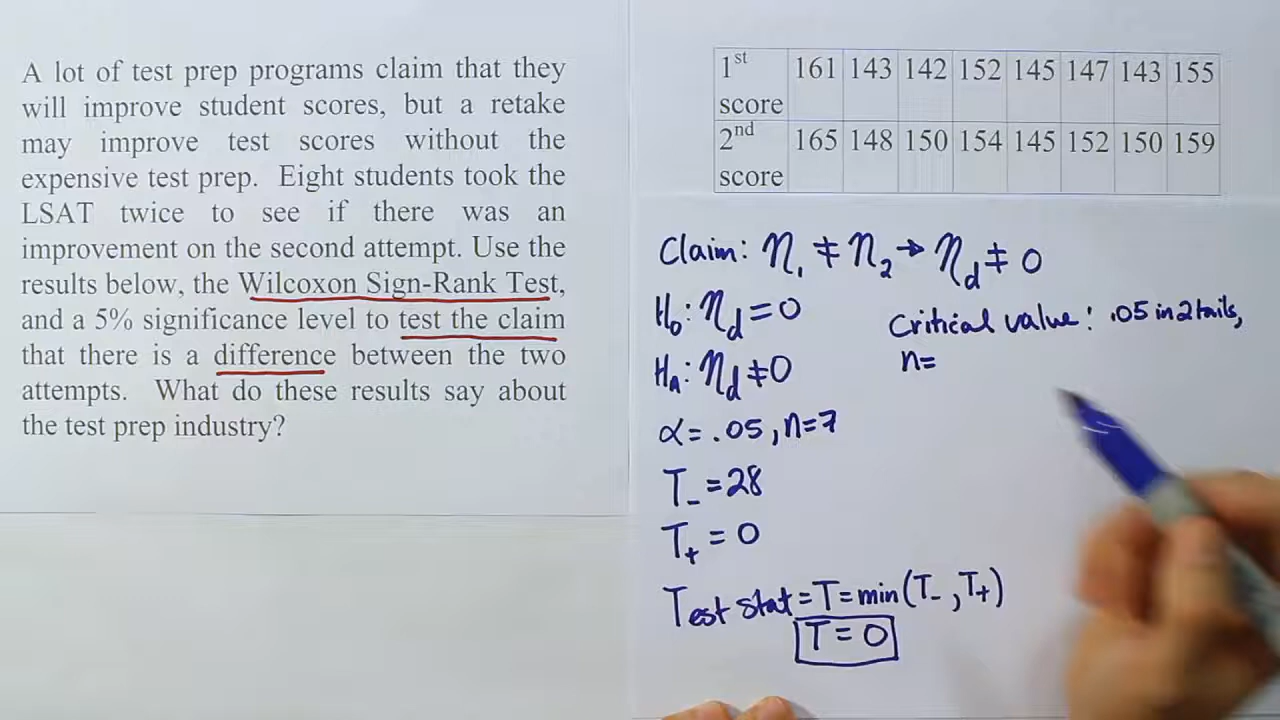 A lot of test prep programs claim that they
will improve student scores, but a retake
may improve test scores without the
expensive test prep. Eight students took the
LSAT twice to see if there was an
improvement on the second attempt. Use the
results below, the Wilcoxon Sign-Rank Test,
and a 5% significance level to test the claim
that there is a difference between the two
attempts. What do these results say about
the test prep industry?
1st score 161 143 142 152 145 147 143 155
2nd score 165 148 150 154 145 152 150 159
Claim: η₁ ≠ η₂ → η_d ≠ 0
H₀: η_d = 0
Hₐ: η_d ≠ 0
α = .05, n=7
T₋ = 28
T₊ = 0
Test stat = T = min(T₋, T₊)
T = 0
Critical value: .05 in 2 tails,
n=